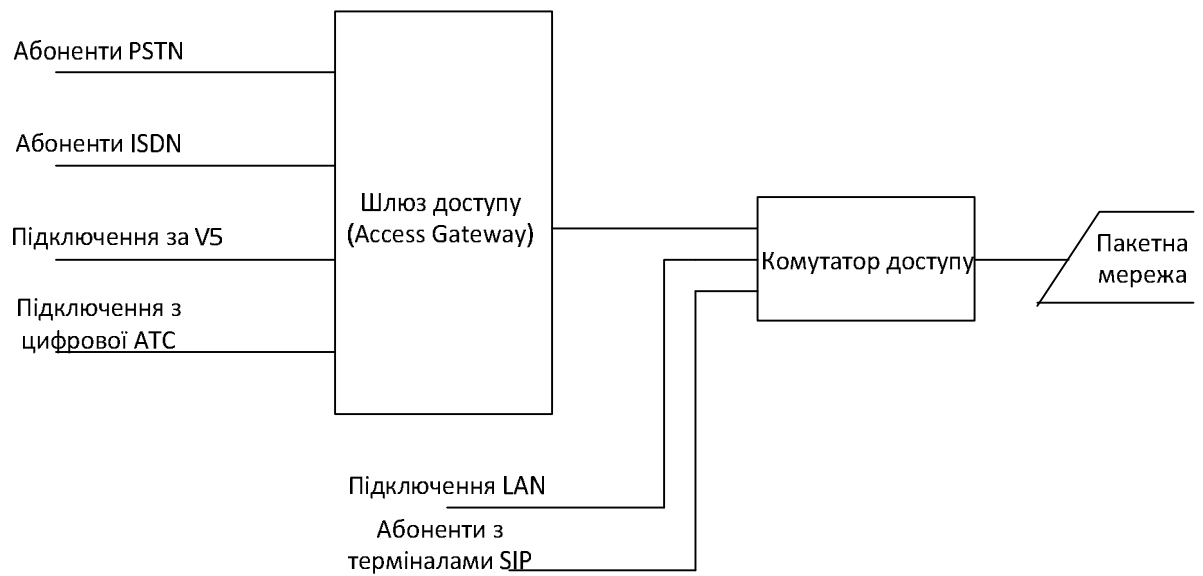 Абоненти PSTN
Абоненти ISDN
Підключення за V5
Підключення з
цифрової АТС
Шлюз доступу
(Access Gateway)
Комутатор доступу
Пакетна
мережа
Підключення LAN
Абоненти з
терміналами SIP